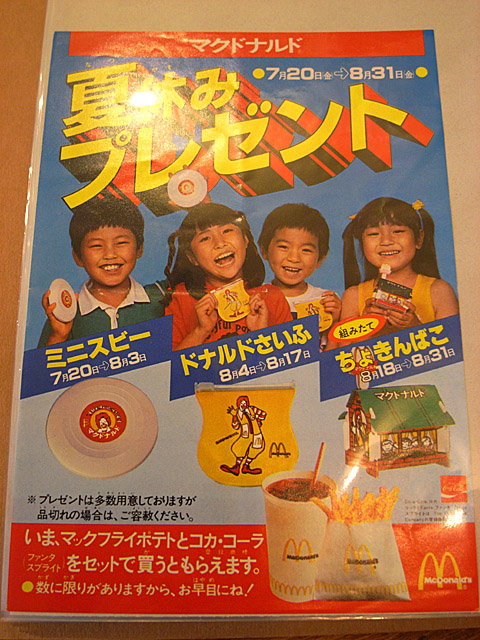 マクドナルド
●7月20日金⇨8月31日金●
夏休み
プレゼント
ミニスビー
7月20日⇨8月3日
ドナルドさいふ
8月4日⇨8月17日
組みたて
ちょきんばこ
8月18日⇨8月31日
マクドナルド
マクドナルド
※プレゼントは多数用意しておりますが
品切れの場合は、ご容赦ください。
いま、マックフライポテトとコカ・コーラ
(ファンタ スプライト)をセットで買うともらえます。
●数に限りがありますから、お早目にね!
McDonald's
McDonald's
McDonald's